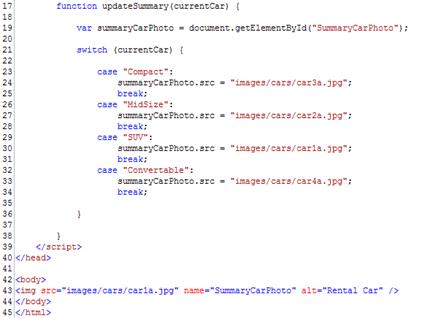 17 function updateSummary(currentCar) {
18
19 var summaryCarPhoto = document.getElementById("SummaryCarPhoto");
20
21 switch (currentCar) {
22
23 case "Compact":
24 summaryCarPhoto.src = "images/cars/car3a.jpg";
25 break;
26 case "MidSize":
27 summaryCarPhoto.src = "images/cars/car2a.jpg";
28 break;
29 case "SUV":
30 summaryCarPhoto.src = "images/cars/car1a.jpg";
31 break;
32 case "Convertable":
33 summaryCarPhoto.src = "images/cars/car4a.jpg";
34 break;
35
36 }
37
38 }
39 </script>
40 </head>
41
42 <body>
43 <img src="images/cars/car1a.jpg" name="SummaryCarPhoto" alt="Rental Car" />
44 </body>
45 </html>